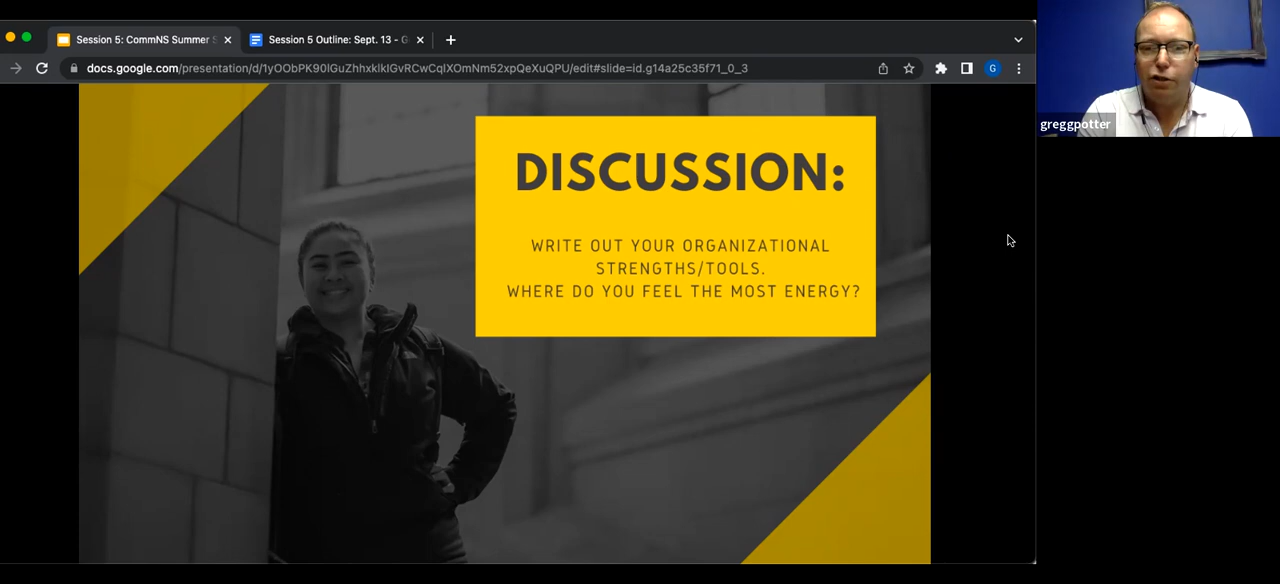 Session 5: CommNS Summer S
Session 5 Outline: Sept. 13 - G
docs.google.com/presentation/d/1yOObPK90IGuZhhxklklGvRCwCqlXOmNm52xpQeXuQPU/edit#slide=id.g14a25c35f71_0_3
G
greggpotter
DISCUSSION:
WRITE OUT YOUR ORGANIZATIONAL
STRENGTHS/TOOLS.
WHERE DO YOU FEEL THE MOST ENERGY?